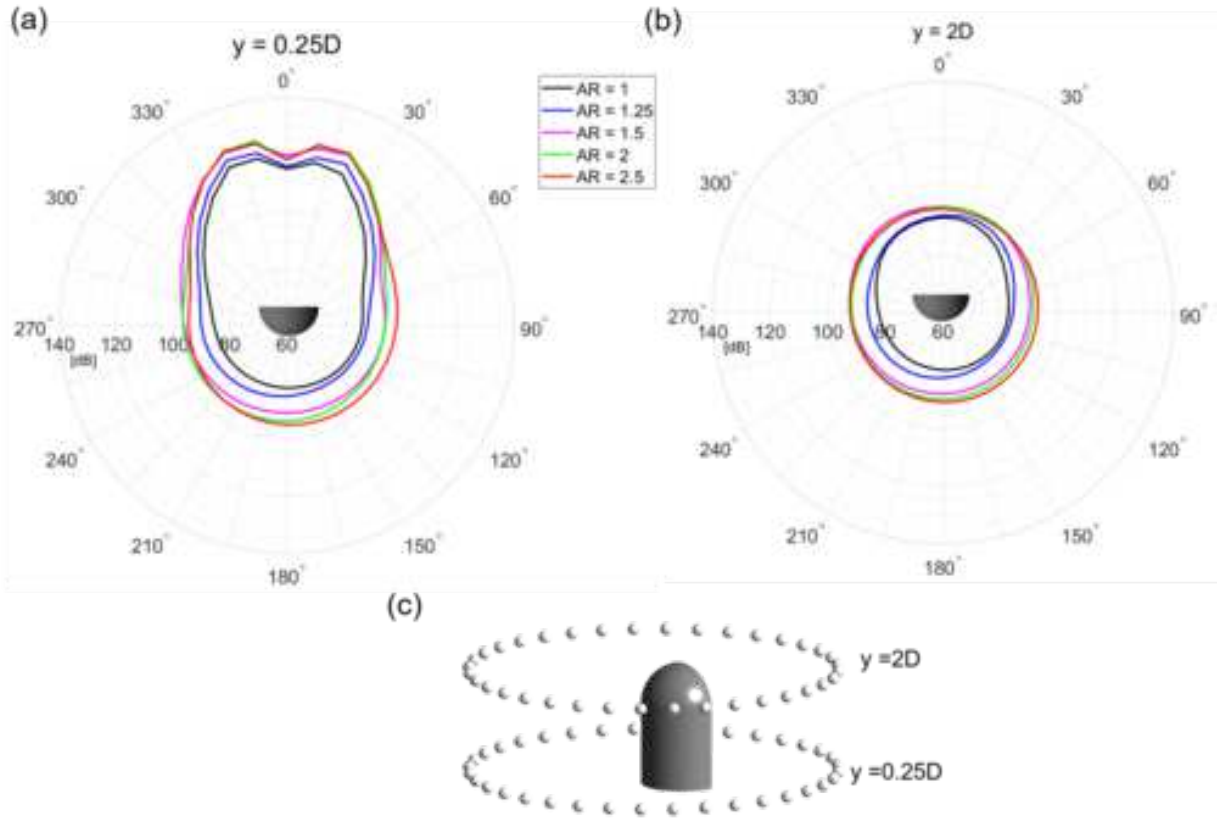 (a)
y = 0.25D
0°
330°
30°
300°
60°
270°
90°
140 120 100 80 60
[dB]
240°
120°
210°
150°
180°
AR = 1
AR = 1.25
AR = 1.5
AR = 2
AR = 2.5
(b)
y = 2D
0°
330°
30°
300°
60°
270°
90°
140 120 100 80 60
[dB]
240°
120°
210°
150°
180°
(c)
y =2D
y =0.25D